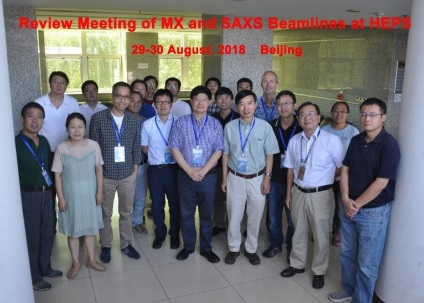 Review Meeting of MX and SAXS Beamlines at HEPS
29-30 August, 2018 Beijing